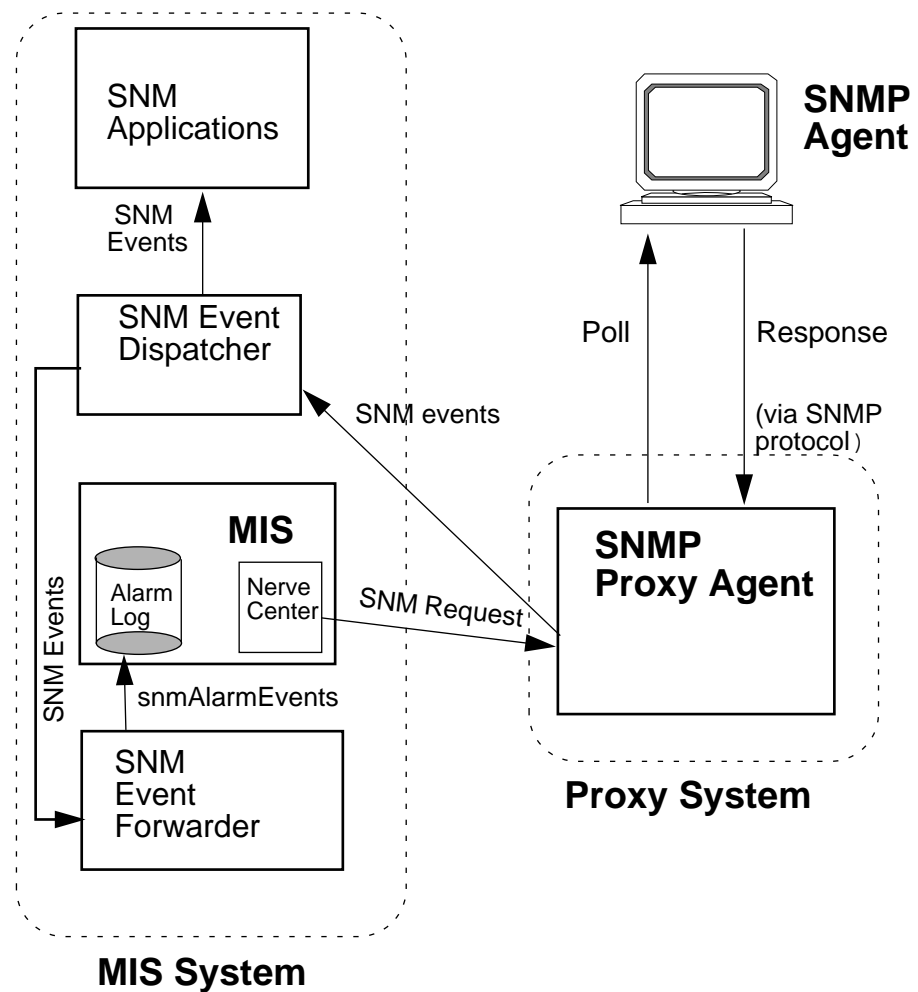 SNM
Applications
SNMP
Agent
SNM
Events
SNM Event
Dispatcher
Poll
Response
SNM events
(via SNMP
protocol)
MIS
Alarm
Log
Nerve
Center
SNM Request
SNMP
Proxy Agent
SNM Events
snmAlarmEvents
SNM
Event
Forwarder
Proxy System
MIS System